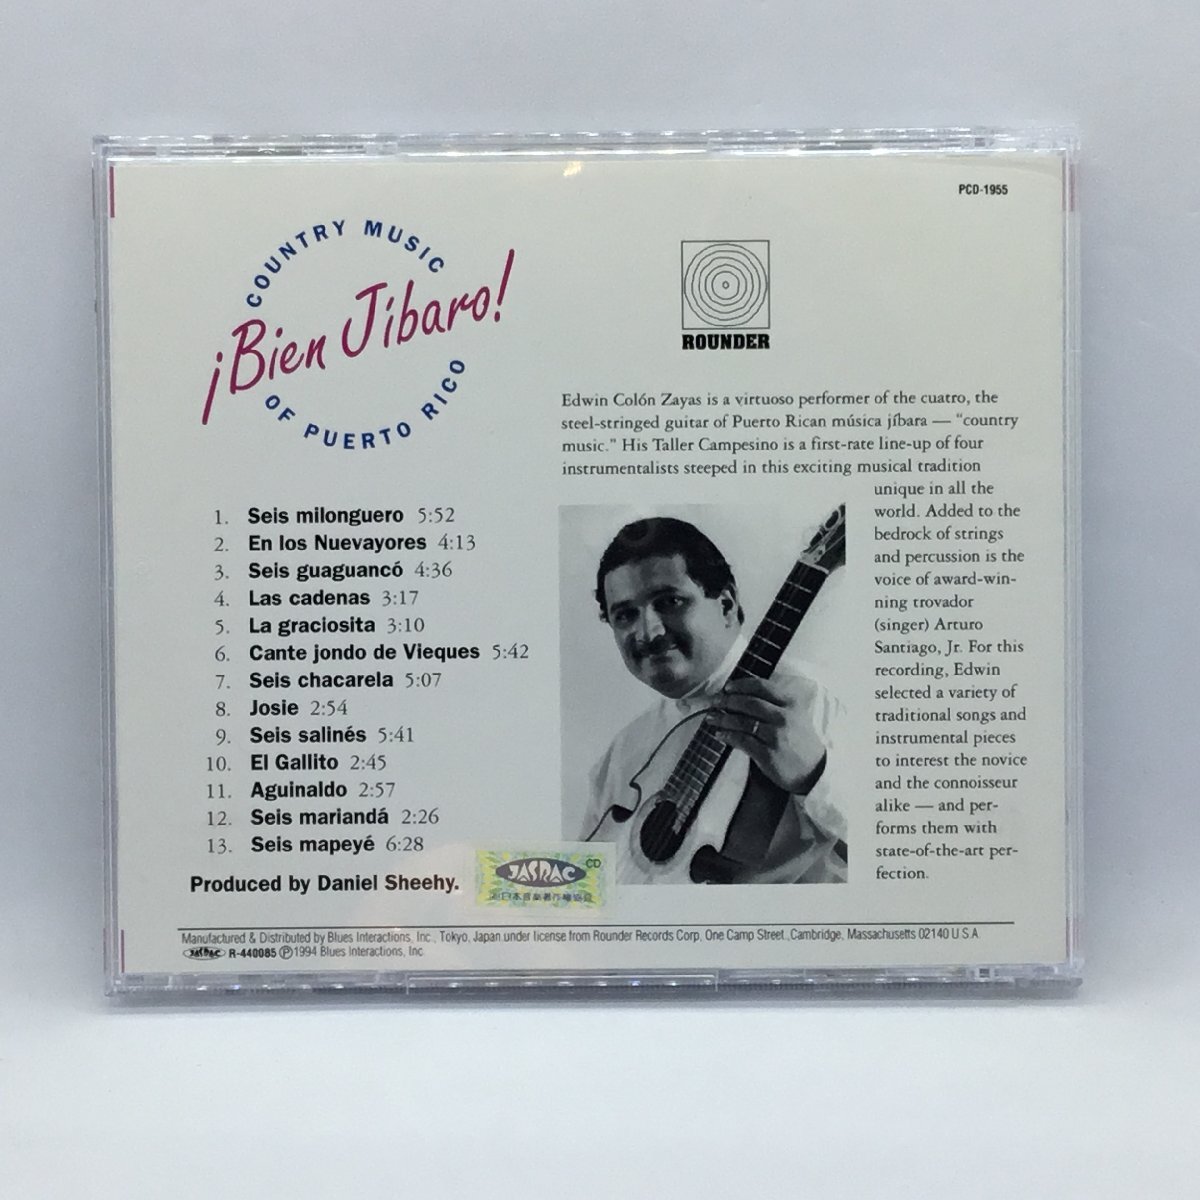 PCD-1955
COUNTRY MUSIC
¡Bien Jíbaro!
OF PUERTO RICO
ROUNDER
Edwin Colón Zayas is a virtuoso performer of the cuatro, the
steel-stringed guitar of Puerto Rican música jíbara — “country
music.” His Taller Campesino is a first-rate line-up of four
instrumentalists steeped in this exciting musical tradition
unique in all the
world. Added to the
bedrock of strings
and percussion is the
voice of award-win-
ning trovador
(singer) Arturo
Santiago, Jr. For this
recording, Edwin
selected a variety of
traditional songs and
instrumental pieces
to interest the novice
and the connoisseur
alike — and per-
forms them with
state-of-the-art per-
fection.
1. Seis milonguero 5:52
2. En los Nuevayores 4:13
3. Seis guaguancó 4:36
4. Las cadenas 3:17
5. La graciosita 3:10
6. Cante jondo de Vieques 5:42
7. Seis chacarela 5:07
8. Josie 2:54
9. Seis salinés 5:41
10. El Gallito 2:45
11. Aguinaldo 2:57
12. Seis mariandá 2:26
13. Seis mapeyé 6:28
Produced by Daniel Sheehy.
CD
JASRAC
日本音楽著作権協会
Manufactured & Distributed by Blues Interactions, Inc., Tokyo, Japan under license from Rounder Records Corp, One Camp Street, Cambridge, Massachusetts 02140 U.S.A
JASRAC R-440085 Ⓟ1994 Blues Interactions, Inc.